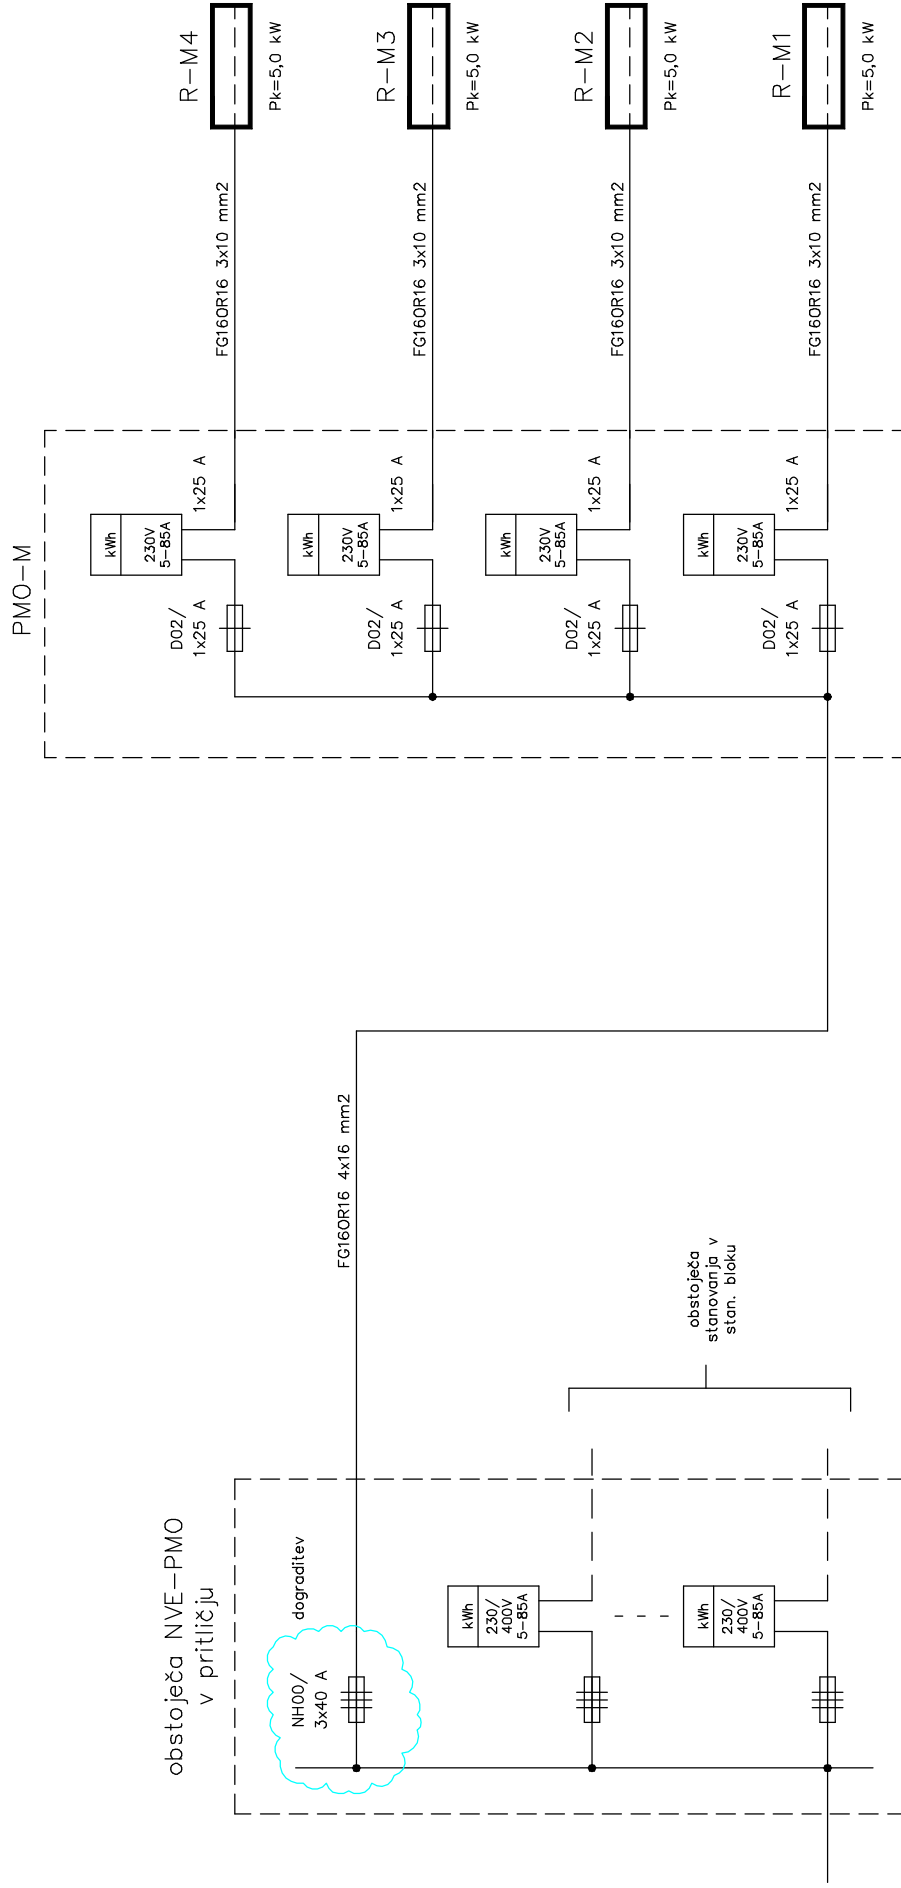 obstoječa NVE-PMO
v pritličju
NH00/
3x40 A
dograditev
kWh
230/
400V
5-85A
kWh
230/
400V
5-85A
obstoječa
stanovanja v
stan. bloku
FG16OR16 4x16 mm2
PMO-M
D02/
1x25 A
kWh
230V
5-85A
1x25 A
FG16OR16 3x10 mm2
R-M4
Pk=5,0 kW
D02/
1x25 A
kWh
230V
5-85A
1x25 A
FG16OR16 3x10 mm2
R-M3
Pk=5,0 kW
D02/
1x25 A
kWh
230V
5-85A
1x25 A
FG16OR16 3x10 mm2
R-M2
Pk=5,0 kW
D02/
1x25 A
kWh
230V
5-85A
1x25 A
FG16OR16 3x10 mm2
R-M1
Pk=5,0 kW